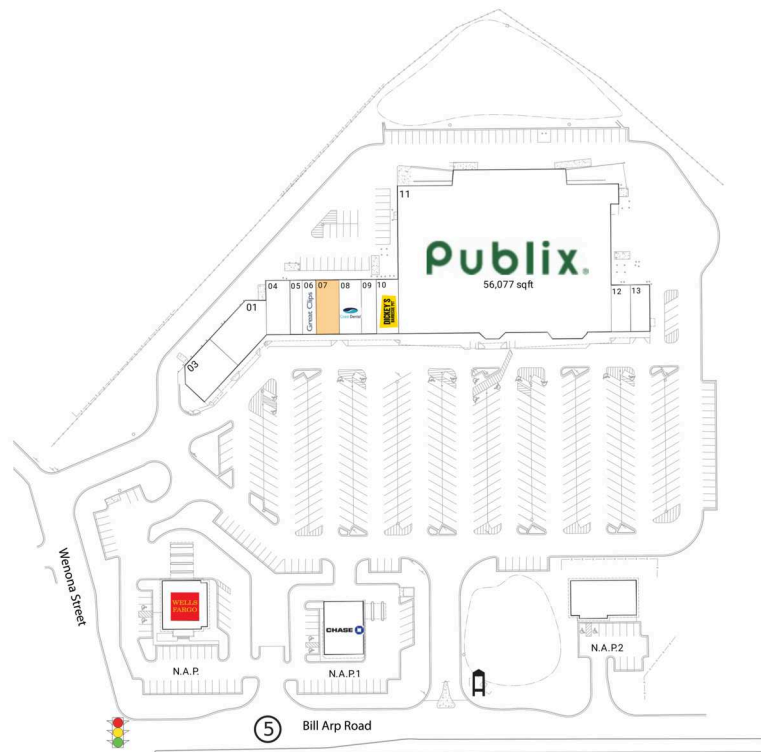 11
Publix.
56,077 sqft
04
05
06
07
08
09
10
01
03
Great Clips
DICKEY'S
12
13
Wenona Street
WELLS
FARGO
CHASE
N.A.P.
N.A.P.1
N.A.P.2
5
Bill Arp Road